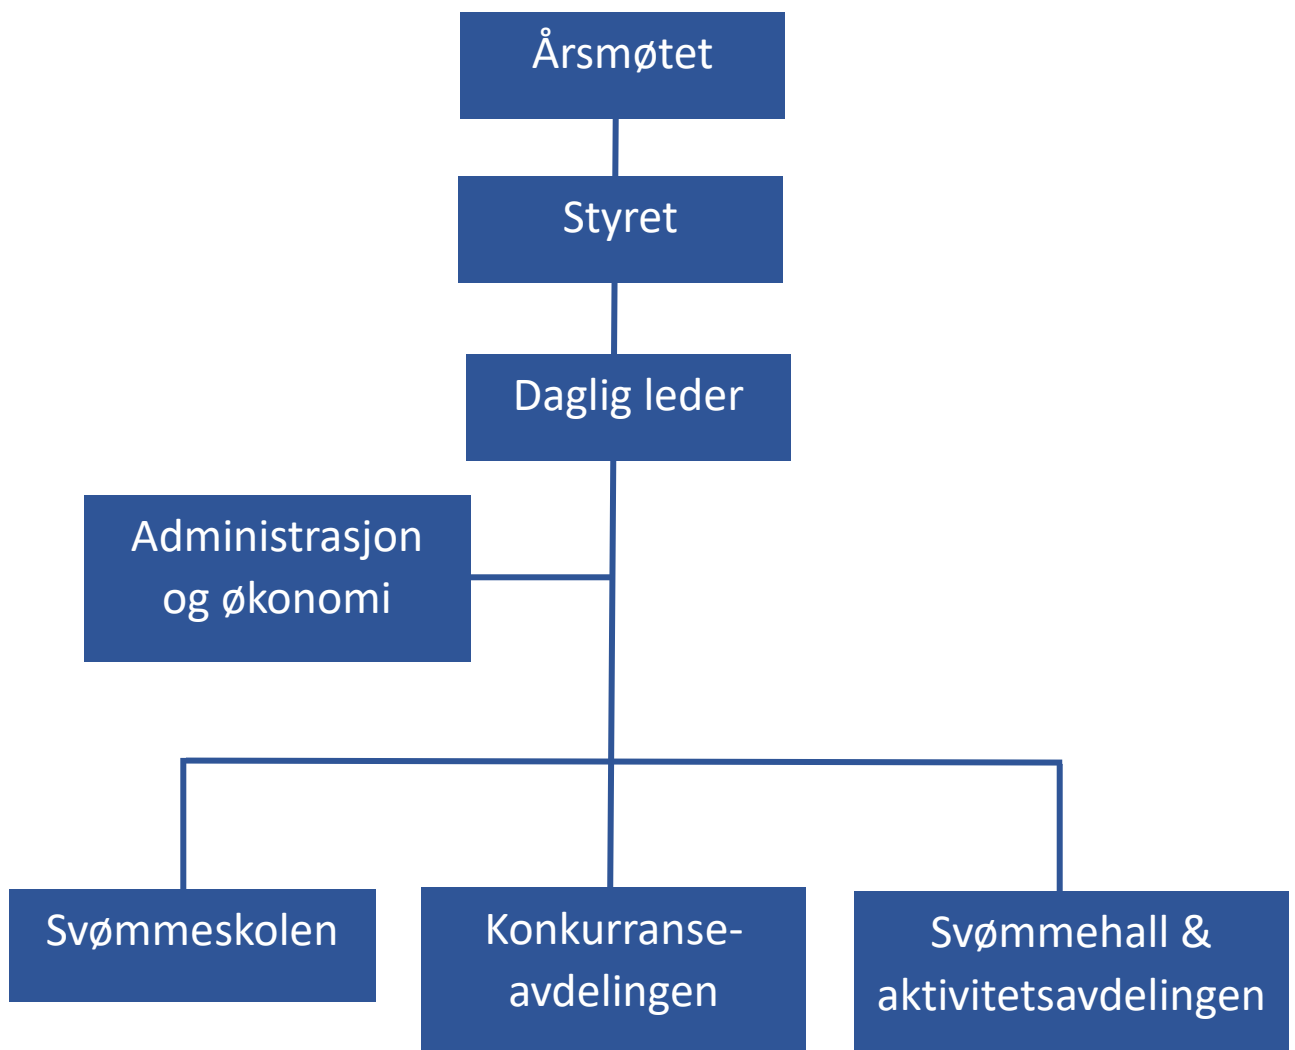 Årsmøtet
Styret
Daglig leder
Administrasjon
og økonomi
Svømmeskolen
Konkurranse-
avdelingen
Svømmehall &
aktivitetsavdelingen